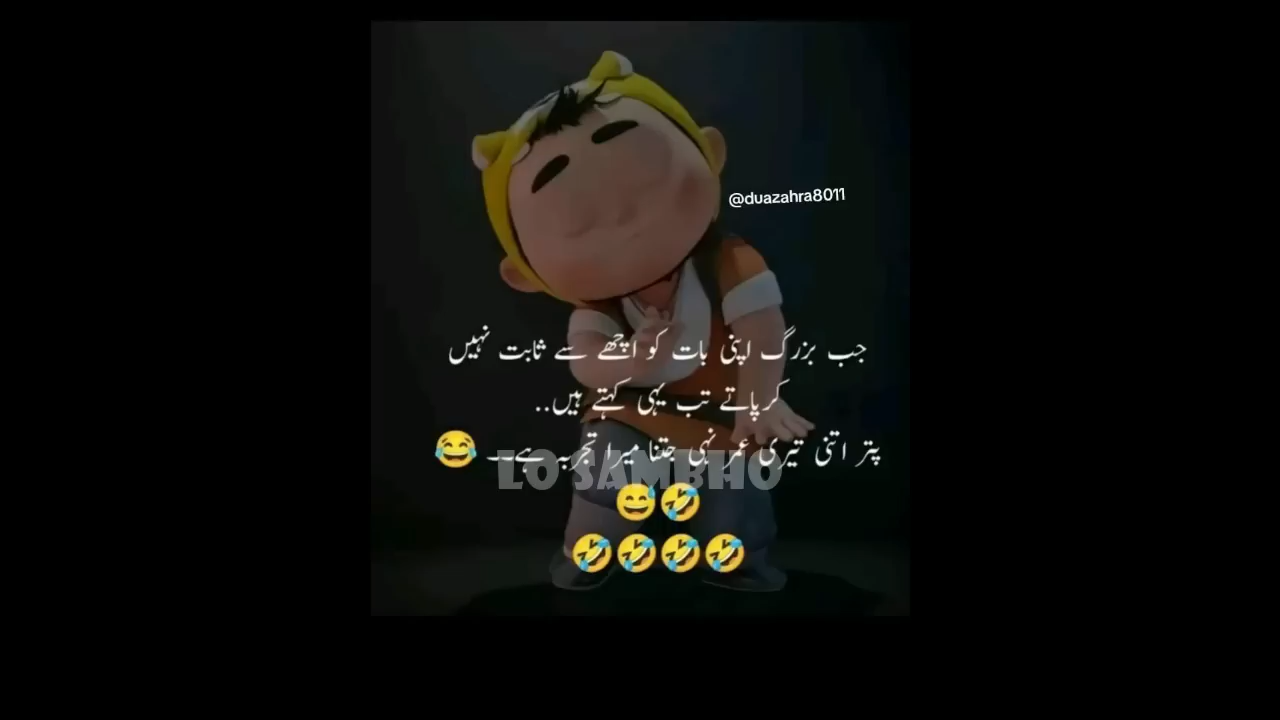 @duazahra8011
جب بزرگ اپنی بات کو اچھے سے ثابت نہیں
کرپاتے تب یہی کہتے ہیں..
پتر اتنی تیری عمر نہی جتنا میرا تجربہ ہے۔۔ 😂
LO SAMBHO
😅🤣
🤣🤣🤣🤣